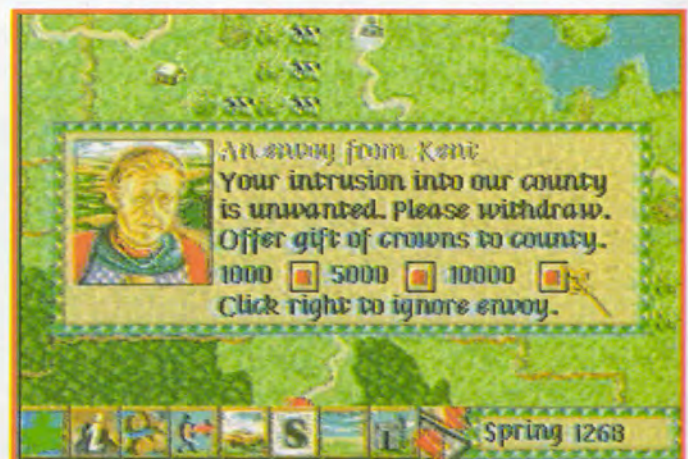 An envoy from Kent
Your intrusion into our county
is unwanted. Please withdraw.
Offer gift of crowns to county.
1000 5000 10000
Click right to ignore envoy.
i S L Spring 1268